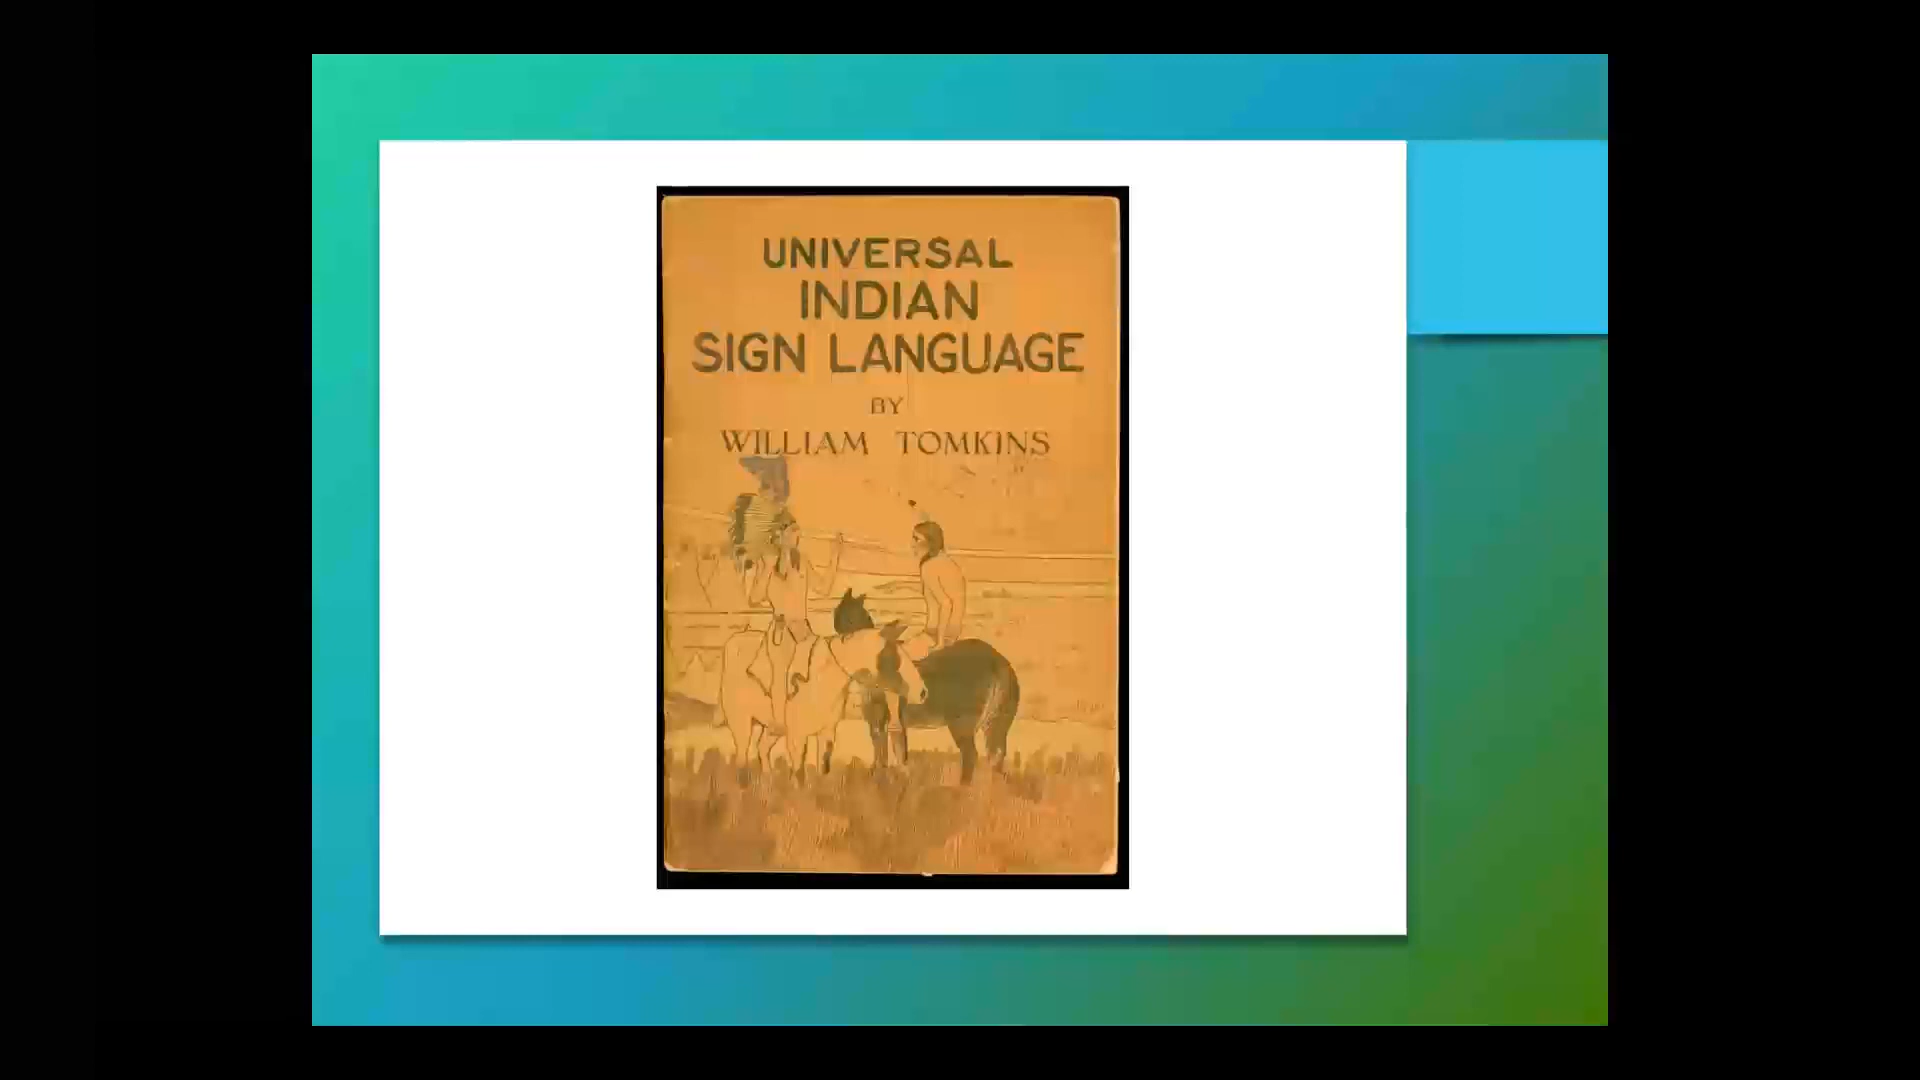 UNIVERSAL
INDIAN
SIGN LANGUAGE
BY
WILLIAM TOMKINS